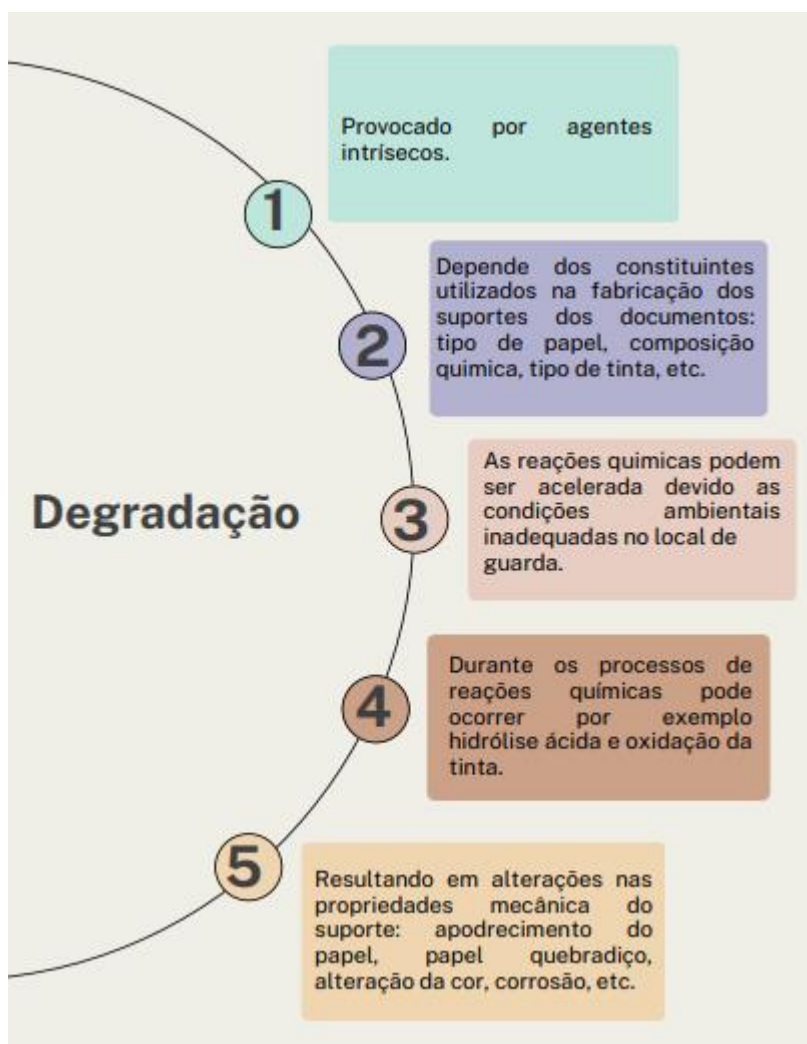 Provocado por agentes
intrísecos.
1
Depende dos constituintes
utilizados na fabricação dos
suportes dos documentos:
tipo de papel, composição
quimica, tipo de tinta, etc.
2
As reações quimicas podem
ser acelerada devido as
condições ambientais
inadequadas no local de
guarda.
Degradação
3
Durante os processos de
reações químicas pode
ocorrer por exemplo
hidrólise ácida e oxidação da
tinta.
4
Resultando em alterações nas
propriedades mecânica do
suporte: apodrecimento do
papel, papel quebradiço,
alteração da cor, corrosão, etc.
5